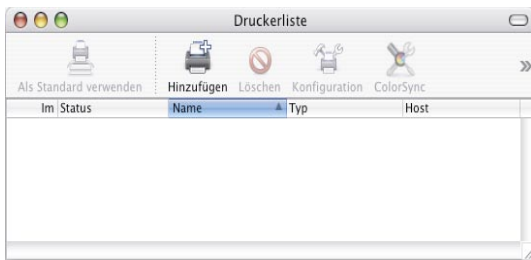 Druckerliste
Als Standard verwenden Hinzufügen Löschen Konfiguration ColorSync
Im Status Name Typ Host